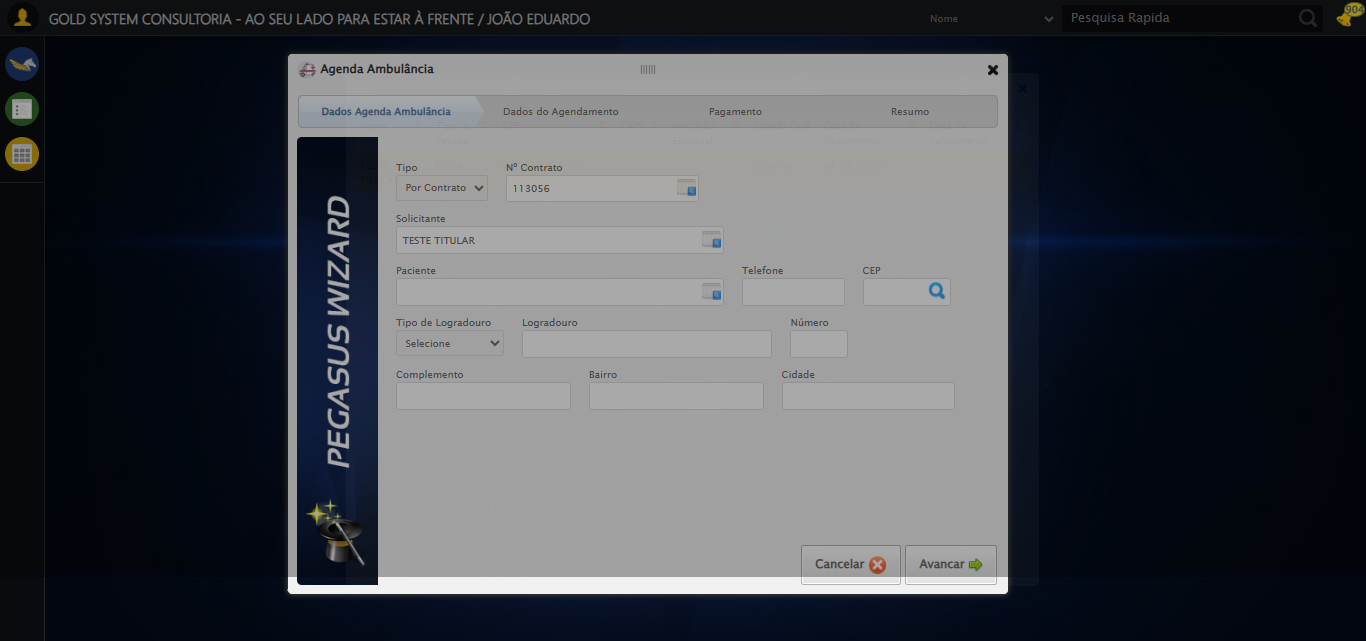 GOLD SYSTEM CONSULTORIA - AO SEU LADO PARA ESTAR À FRENTE / JOÃO EDUARDO
Nome
Pesquisa Rapida
904
Agenda Ambulância
Dados Agenda Ambulância
Dados do Agendamento
Pagamento
Resumo
PEGASUS WIZARD
Tipo
Nº Contrato
Por Contrato
113056
Solicitante
TESTE TITULAR
Paciente
Telefone
CEP
Tipo de Logradouro
Logradouro
Número
Selecione
Complemento
Bairro
Cidade
Cancelar
Avancar